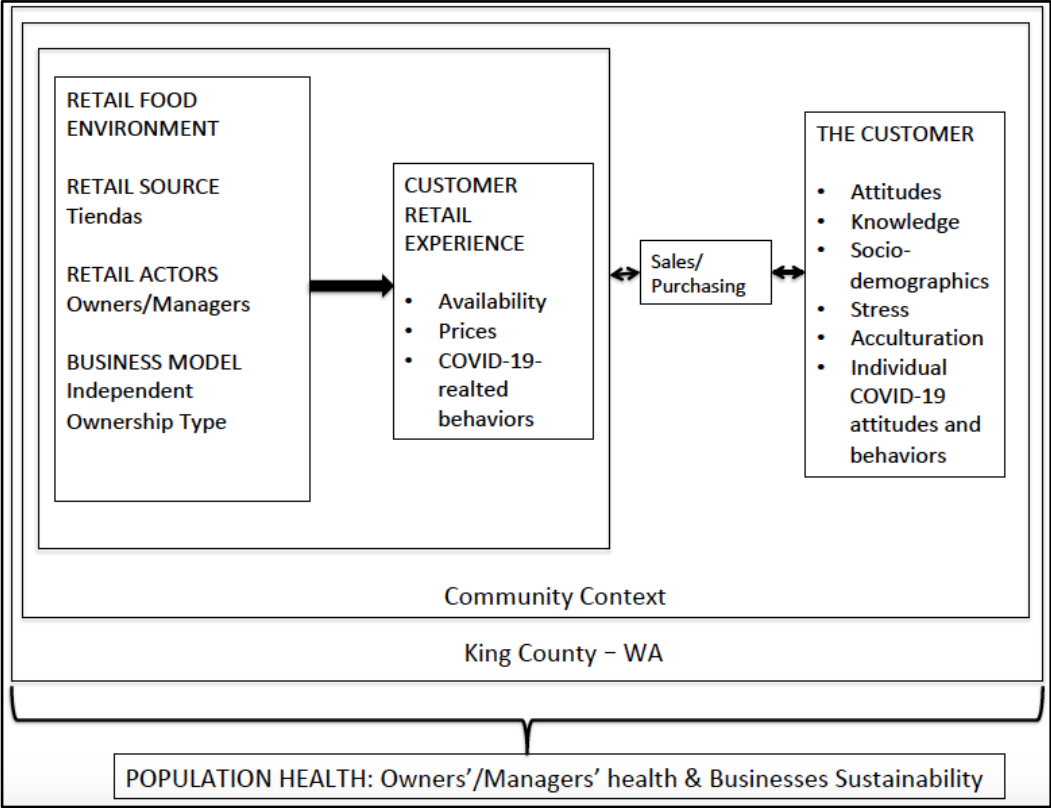 RETAIL FOOD
ENVIRONMENT
RETAIL SOURCE
Tiendas
RETAIL ACTORS
Owners/Managers
BUSINESS MODEL
Independent
Ownership Type
CUSTOMER
RETAIL
EXPERIENCE
• Availability
• Prices
• COVID-19-
realted
behaviors
Sales/
Purchasing
THE CUSTOMER
• Attitudes
• Knowledge
• Socio-
demographics
• Stress
• Acculturation
• Individual
COVID-19
attitudes and
behaviors
Community Context
King County – WA
POPULATION HEALTH: Owners’/Managers’ health & Businesses Sustainability